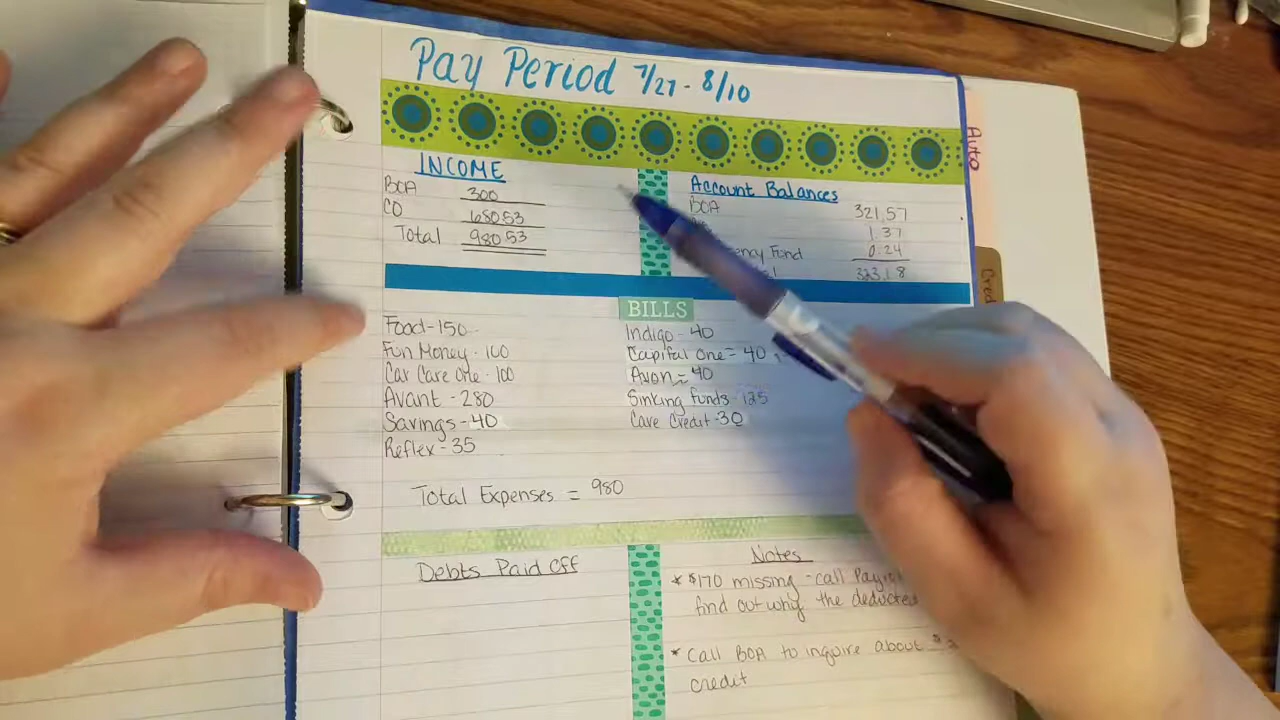 Pay Period 7/27 - 8/10
INCOME
BOA 300
CO 680.53
Total 980.53
Account Balances
BOA 321.57
1.37
Fund 0.24
323.18
BILLS
Food - 150
Fun Money - 100
Car Care One - 100
Avant - 280
Savings - 40
Reflex - 35
Indigo - 40
Capital One = 40
Avon = 40
Sinking Funds - 125
Care Credit - 30
Total Expenses = 980
Debts Paid Off
Notes
* $170 missing - call
find out why the deducted
* Call BOA to inquire about
credit
Auto